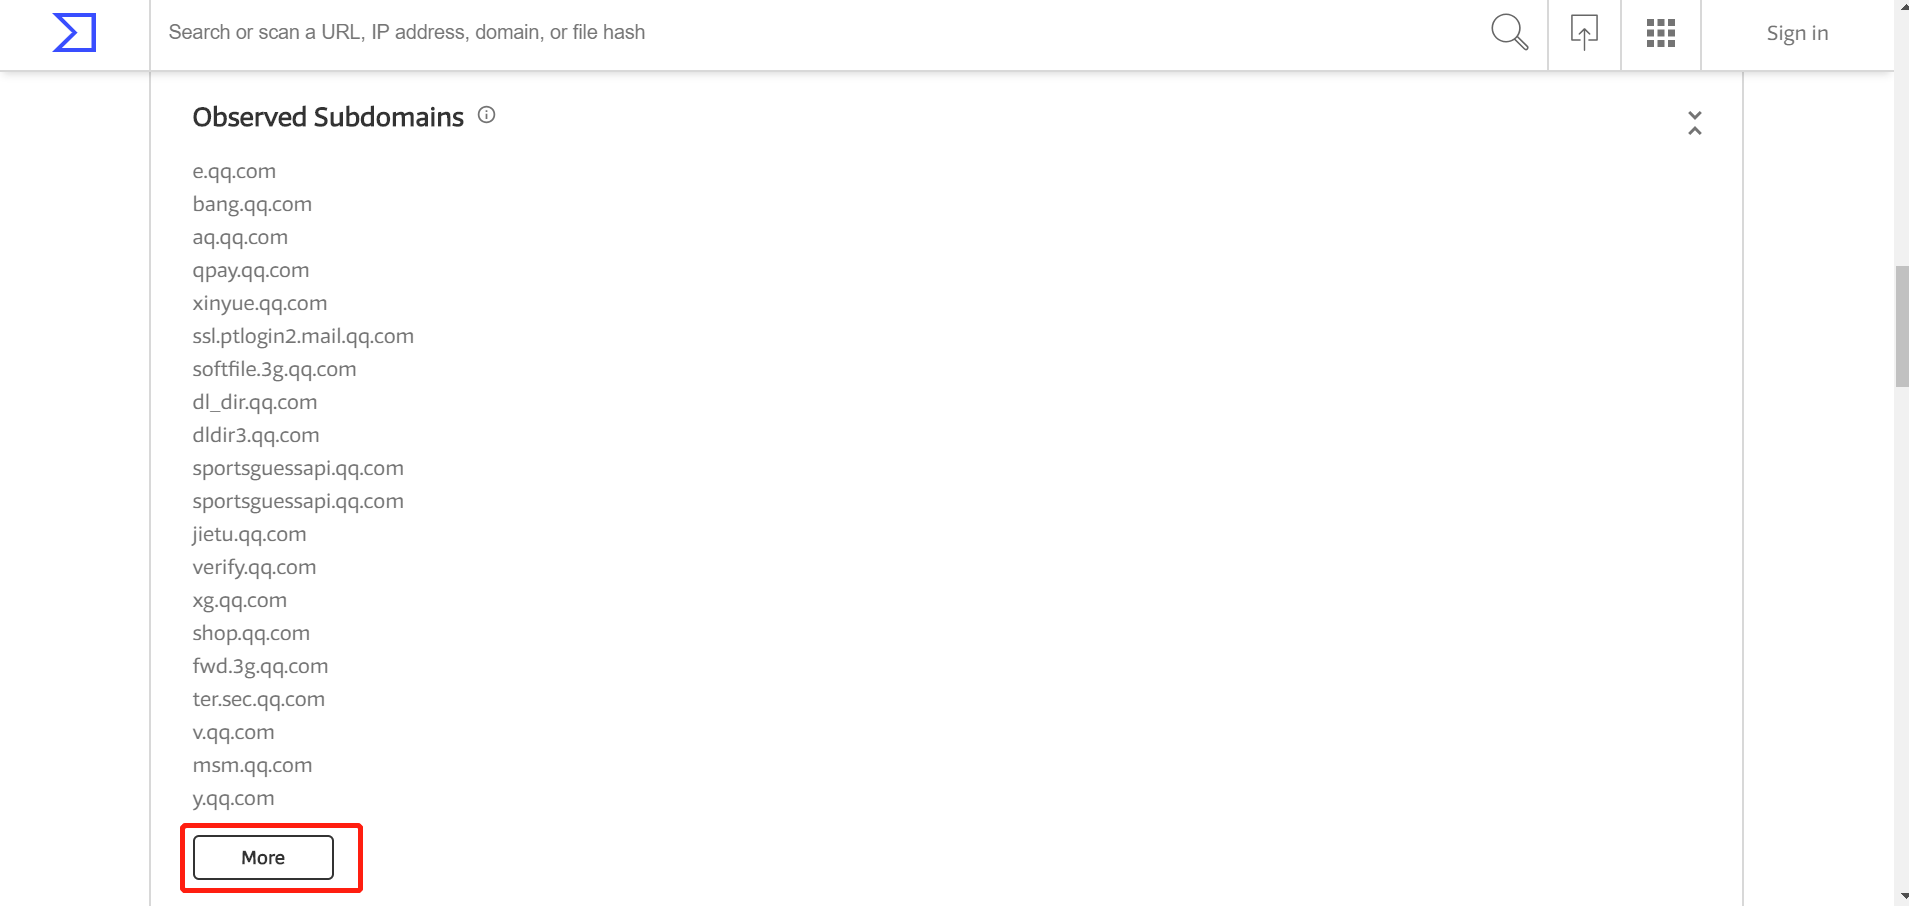 Search or scan a URL, IP address, domain, or file hash
Sign in
Observed Subdomains
e.qq.com
bang.qq.com
aq.qq.com
qpay.qq.com
xinyue.qq.com
ssl.ptlogin2.mail.qq.com
softfile.3g.qq.com
dl_dir.qq.com
dldir3.qq.com
sportsguessapi.qq.com
sportsguessapi.qq.com
jietu.qq.com
verify.qq.com
xg.qq.com
shop.qq.com
fwd.3g.qq.com
ter.sec.qq.com
v.qq.com
msm.qq.com
y.qq.com
More